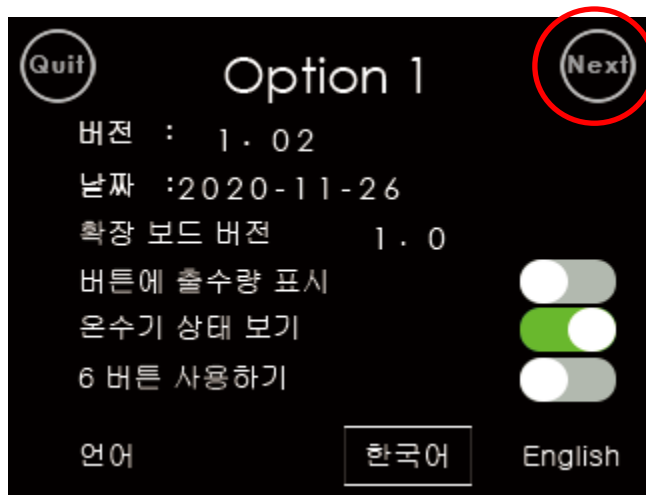 Quit Option 1 Next
버전 : 1.02
낟짜 :2020-11-26
확장 보드 버전 1.0
버튼에 출수량 표시
온수기 상태 보기
6 버튼 사용하기
언어 한국어 English